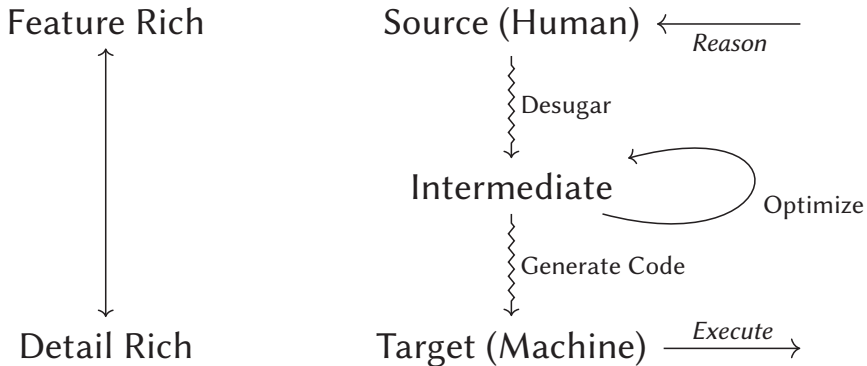 Feature Rich
Source (Human)
Reason
Desugar
Intermediate
Optimize
Generate Code
Detail Rich
Target (Machine)
Execute